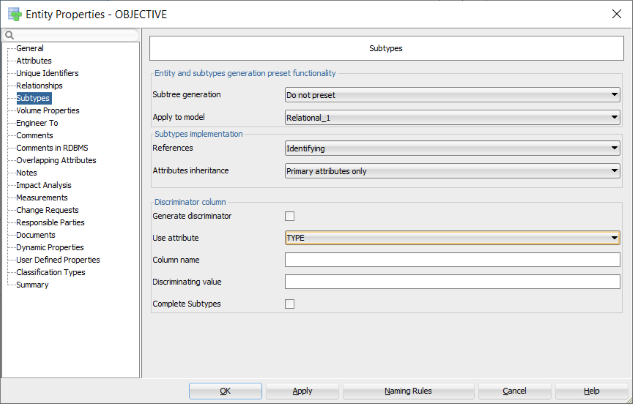 Entity Properties - OBJECTIVE
General
Attributes
Unique Identifiers
Relationships
Subtypes
Volume Properties
Engineer To
Comments
Comments in RDBMS
Overlapping Attributes
Notes
Impact Analysis
Measurements
Change Requests
Responsible Parties
Documents
Dynamic Properties
User Defined Properties
Classification Types
Summary
Subtypes
Entity and subtypes generation preset functionality
Subtree generation Do not preset
Apply to model Relational_1
Subtypes implementation
References Identifying
Attributes inheritance Primary attributes only
Discriminator column
Generate discriminator
Use attribute TYPE
Column name
Discriminating value
Complete Subtypes
OK Apply Naming Rules Cancel Help